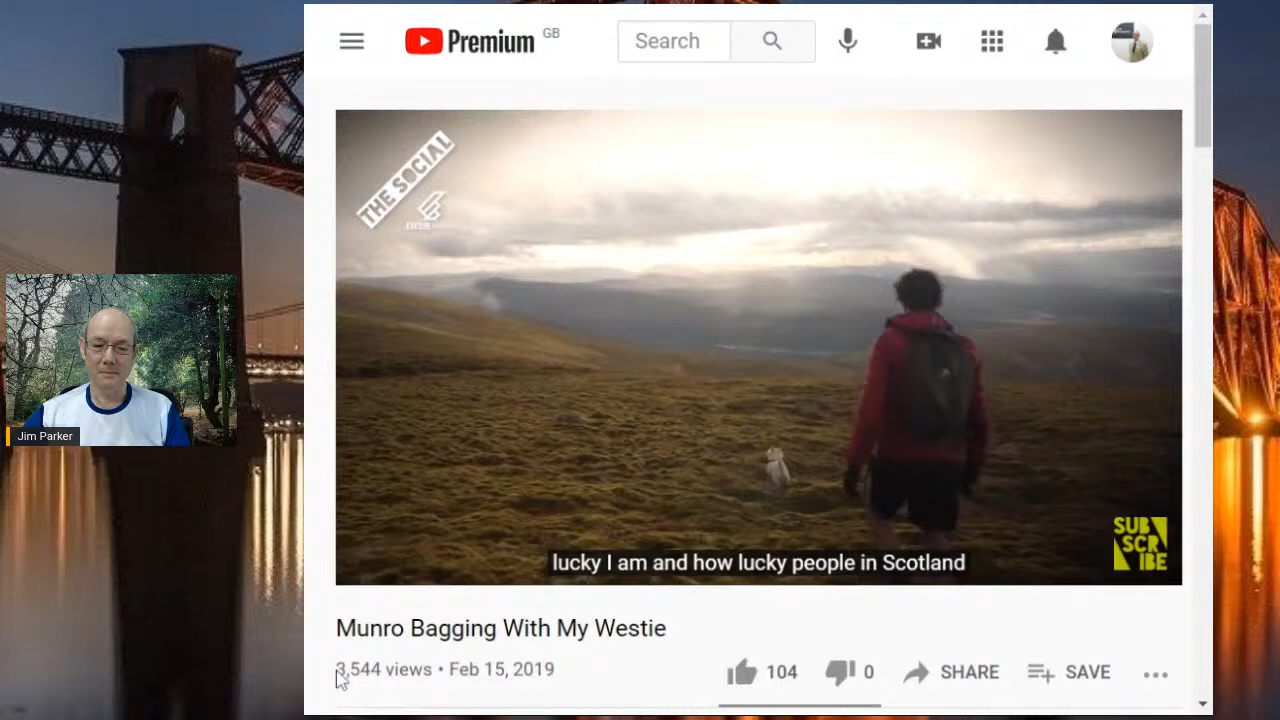 Premium GB
Search
THE SOCIAL
BBC
SUB
SCR
IBE
lucky I am and how lucky people in Scotland
Munro Bagging With My Westie
3,544 views • Feb 15, 2019
104
0
SHARE
SAVE
Jim Parker